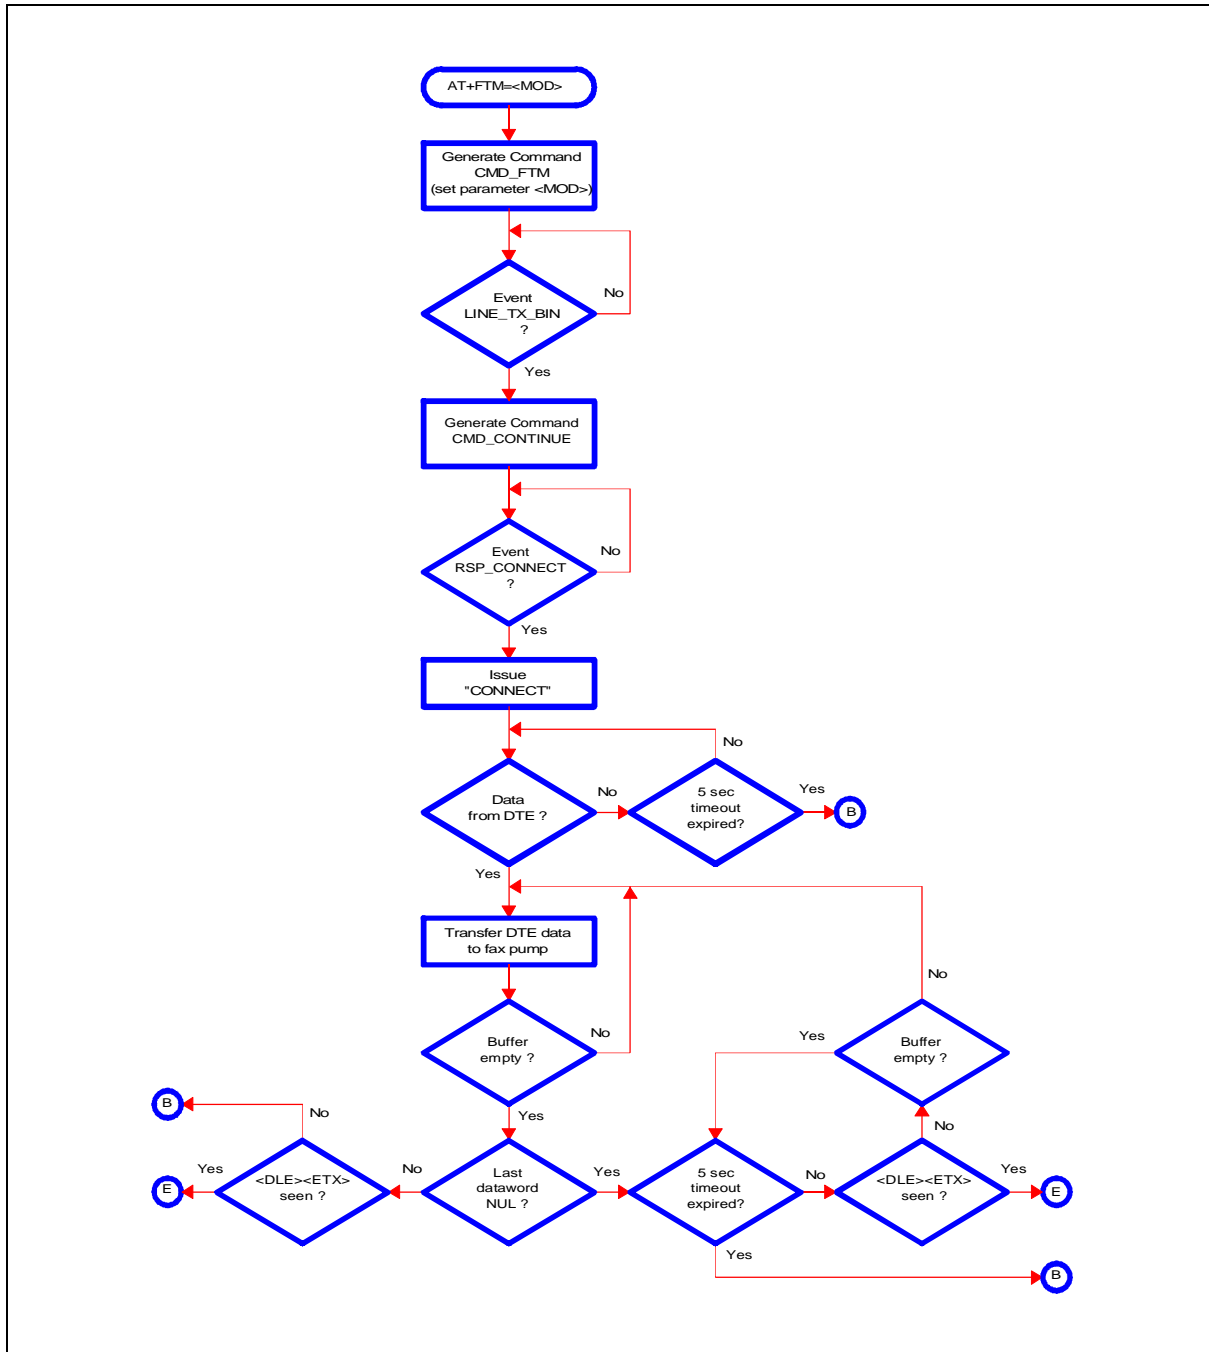 AT+FTM=<MOD>
Generate Command
CMD_FTM
(set parameter <MOD>)
Event
LINE_TX_BIN
?
No
Yes
Generate Command
CMD_CONTINUE
Event
RSP_CONNECT
?
No
Yes
Issue
"CONNECT"
No
Data
from DTE ?
No
5 sec
timeout
expired?
Yes
B
Yes
Transfer DTE data
to fax pump
No
Buffer
empty ?
No
Yes
Buffer
empty ?
B
No
Yes
No
Yes
E
<DLE><ETX>
seen ?
No
Last
dataword
NUL ?
Yes
5 sec
timeout
expired?
No
<DLE><ETX>
seen ?
Yes
E
Yes
B